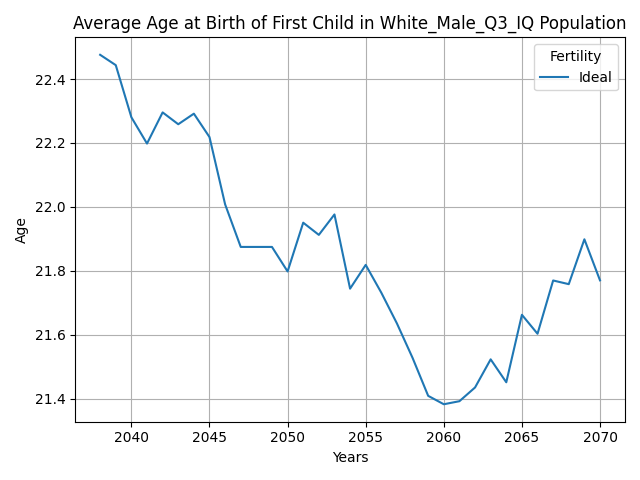 Average Age at Birth of First Child in White_Male_Q3_IQ Population
Fertility
Ideal
22.4
22.2
22.0
21.8
21.6
21.4
Age
2040 2045 2050 2055 2060 2065 2070
Years